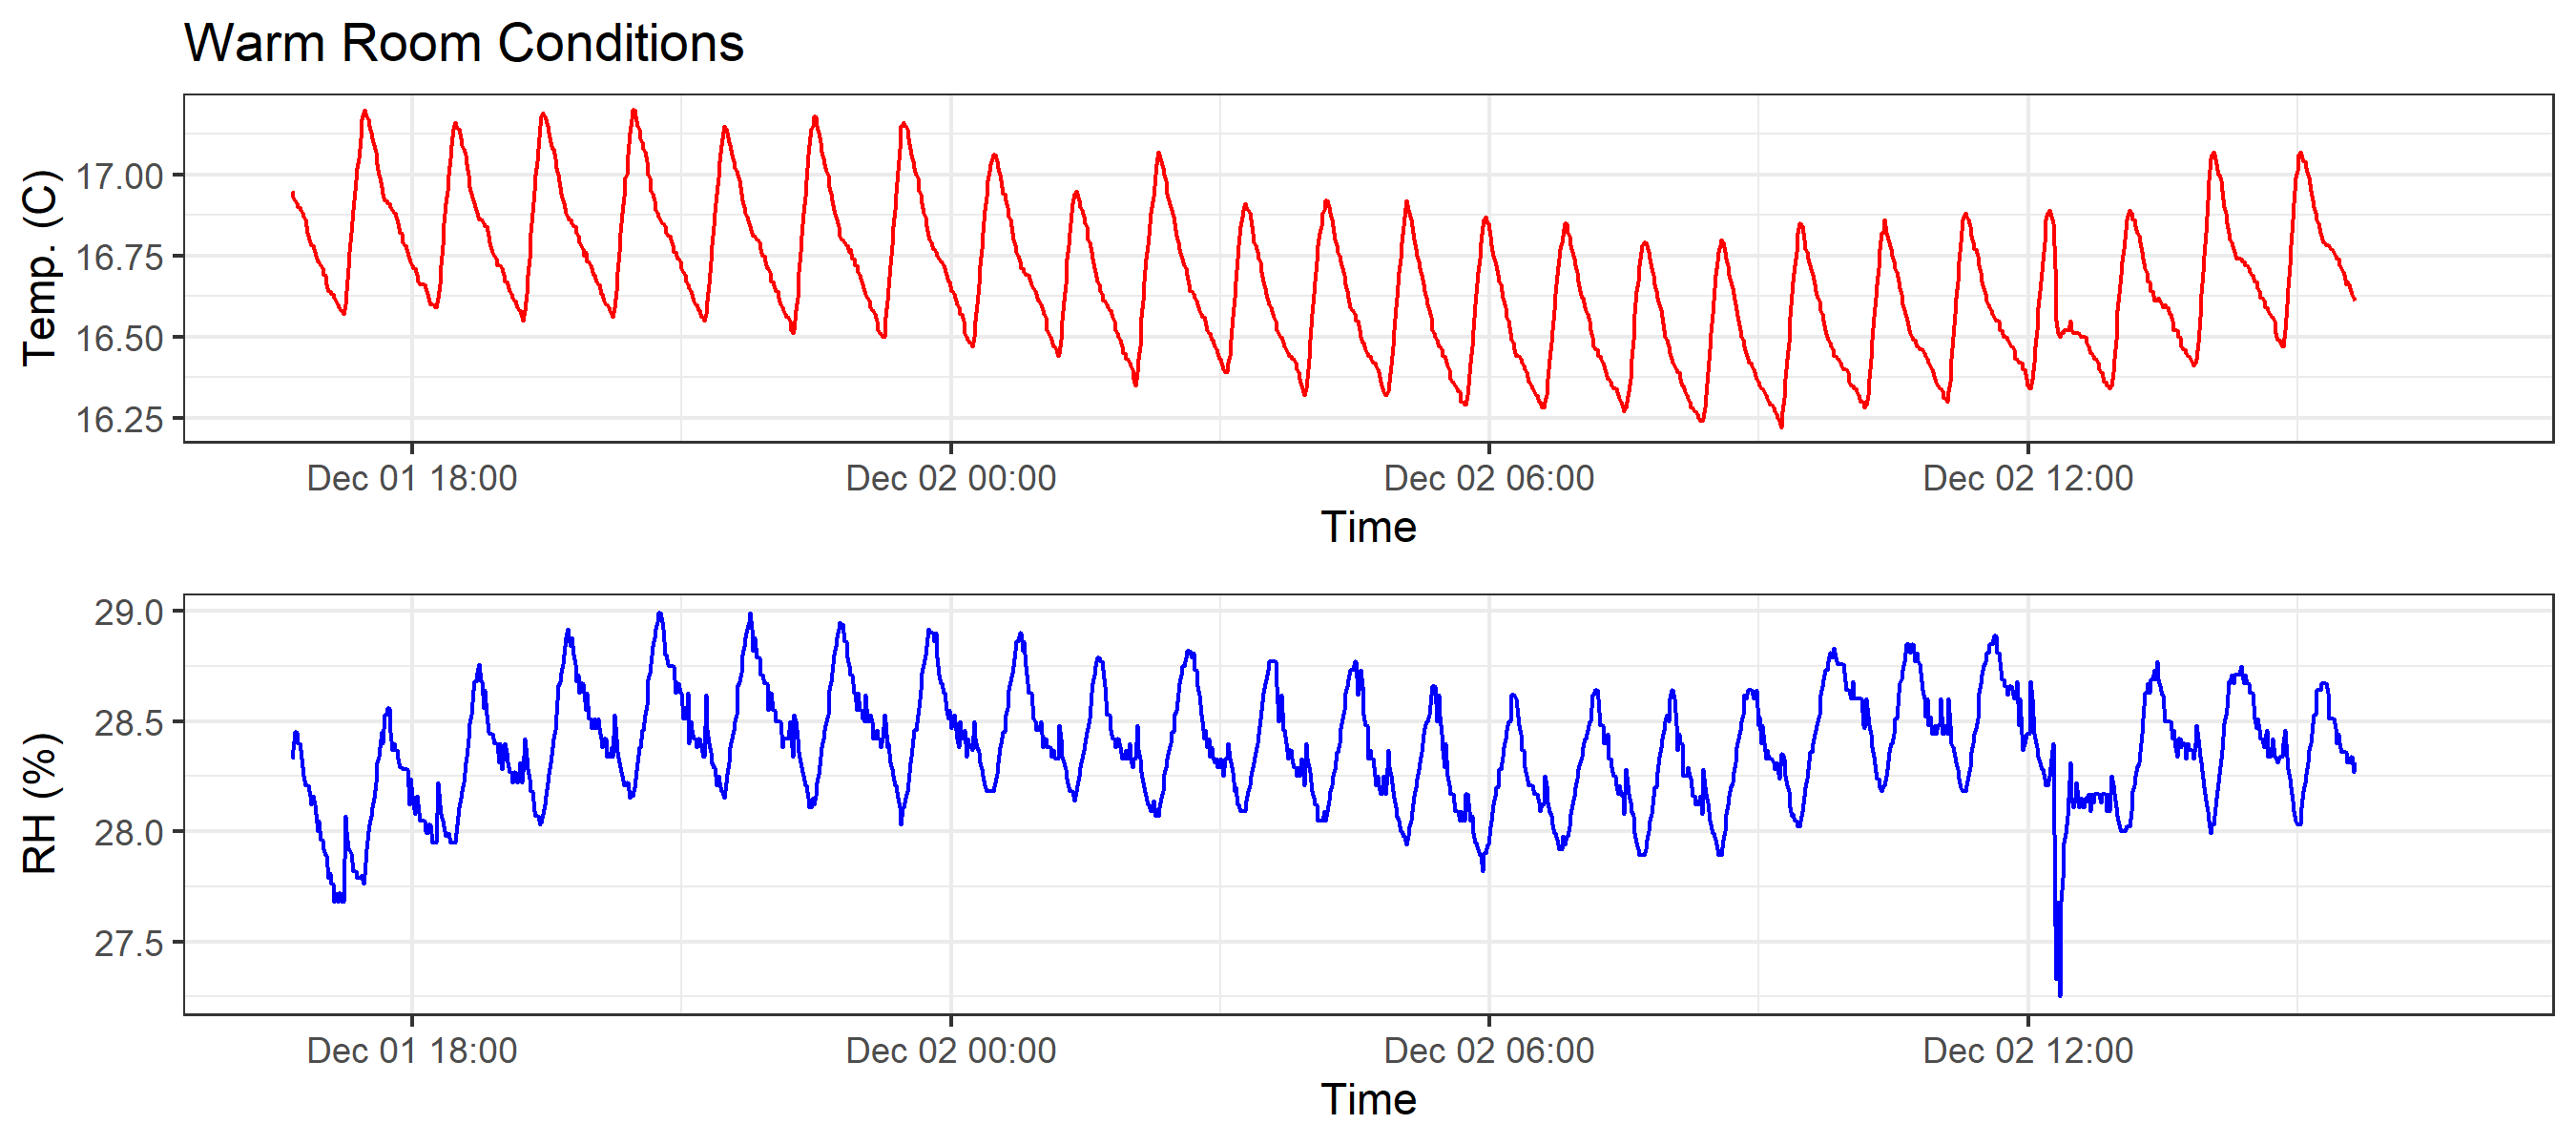 Warm Room Conditions
Temp. (C)
17.00
16.75
16.50
16.25
Dec 01 18:00 Dec 02 00:00 Dec 02 06:00 Dec 02 12:00
Time
RH (%)
29.0
28.5
28.0
27.5
Dec 01 18:00 Dec 02 00:00 Dec 02 06:00 Dec 02 12:00
Time